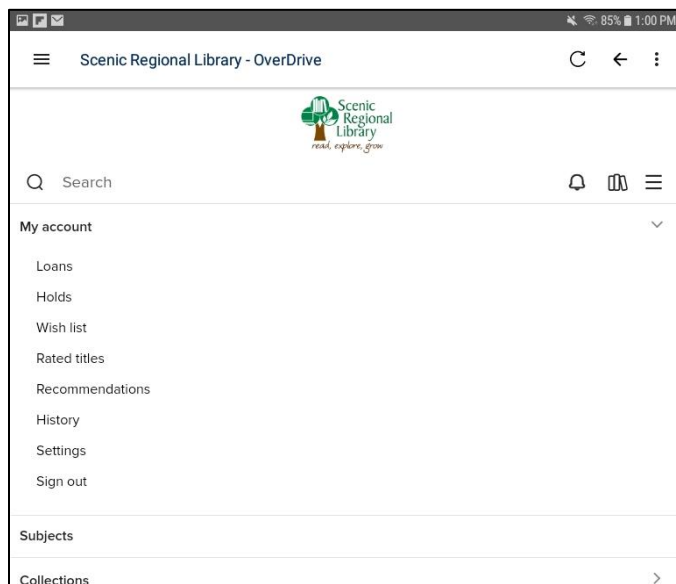 85% 1:00 PM
Scenic Regional Library - OverDrive
Scenic
Regional
Library
read, explore, grow
Search
My account
Loans
Holds
Wish list
Rated titles
Recommendations
History
Settings
Sign out
Subjects
Collections